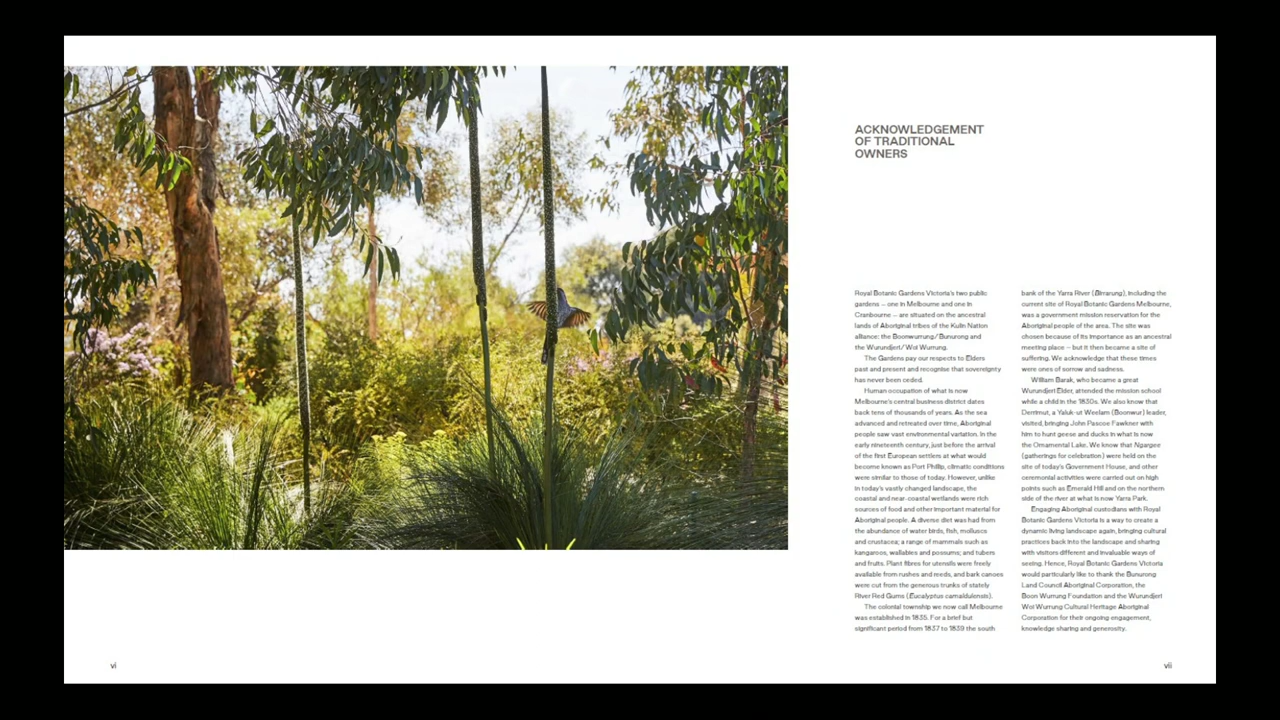 ACKNOWLEDGEMENT
OF TRADITIONAL
OWNERS
Royal Botanic Gardens Victoria's two public
gardens – one in Melbourne and one in
Cranbourne – are situated on the ancestral
lands of Aboriginal tribes of the Kulin Nation
alliance: the Boonwurrung/Bunurong and
the Wurundjeri/Woi Wurrung.
The Gardens pay our respects to Elders
past and present and recognise that sovereignty
has never been ceded.
Human occupation of what is now
Melbourne's central business district dates
back tens of thousands of years. As the sea
advanced and retreated over time, Aboriginal
people saw vast environmental variation. In the
early nineteenth century, just before the arrival
of the first European settlers at what would
become known as Port Phillip, climatic conditions
were similar to those of today. However, unlike
in today's vastly changed landscape, the
coastal and near-coastal wetlands were rich
sources of food and other important material for
Aboriginal people. A diverse diet was had from
the abundance of water birds, fish, molluscs
and crustacea; a range of mammals such as
kangaroos, wallabies and possums; and tubers
and fruits. Plant fibres for utensils were freely
available from rushes and reeds, and bark canoes
were cut from the generous trunks of stately
River Red Gums (Eucalyptus camaldulensis).
The colonial township we now call Melbourne
was established in 1835. For a brief but
significant period from 1837 to 1839 the south
bank of the Yarra River (Birrarung), including the
current site of Royal Botanic Gardens Melbourne,
was a government mission reservation for the
Aboriginal people of the area. The site was
chosen because of its importance as an ancestral
meeting place – but it then became a site of
suffering. We acknowledge that these times
were ones of sorrow and sadness.
William Barak, who became a great
Wurundjeri Elder, attended the mission school
while a child in the 1830s. We also know that
Derrimut, a Yaluk-ut Weelam (Boonwur) leader,
visited, bringing John Pascoe Fawkner with
him to hunt geese and ducks in what is now
the Ornamental Lake. We know that Ngargee
(gatherings for celebration) were held on the
site of today's Government House, and other
ceremonial activities were carried out on high
points such as Emerald Hill and on the northern
side of the river at what is now Yarra Park.
Engaging Aboriginal custodians with Royal
Botanic Gardens Victoria is a way to create a
dynamic living landscape again, bringing cultural
practices back into the landscape and sharing
with visitors different and invaluable ways of
seeing. Hence, Royal Botanic Gardens Victoria
would particularly like to thank the Bunurong
Land Council Aboriginal Corporation, the
Boon Wurrung Foundation and the Wurundjeri
Woi Wurrung Cultural Heritage Aboriginal
Corporation for their ongoing engagement,
knowledge sharing and generosity.
vi
vii